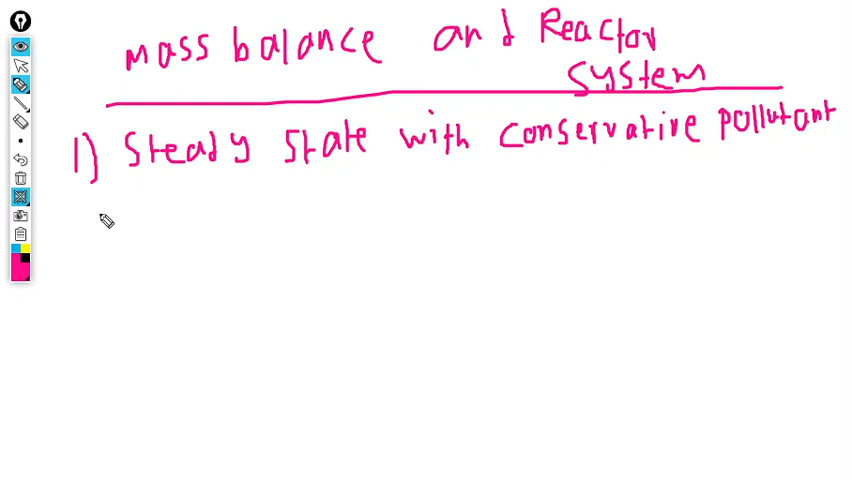 mass balance and Reactor
system
1) steady state with conservative pollutant